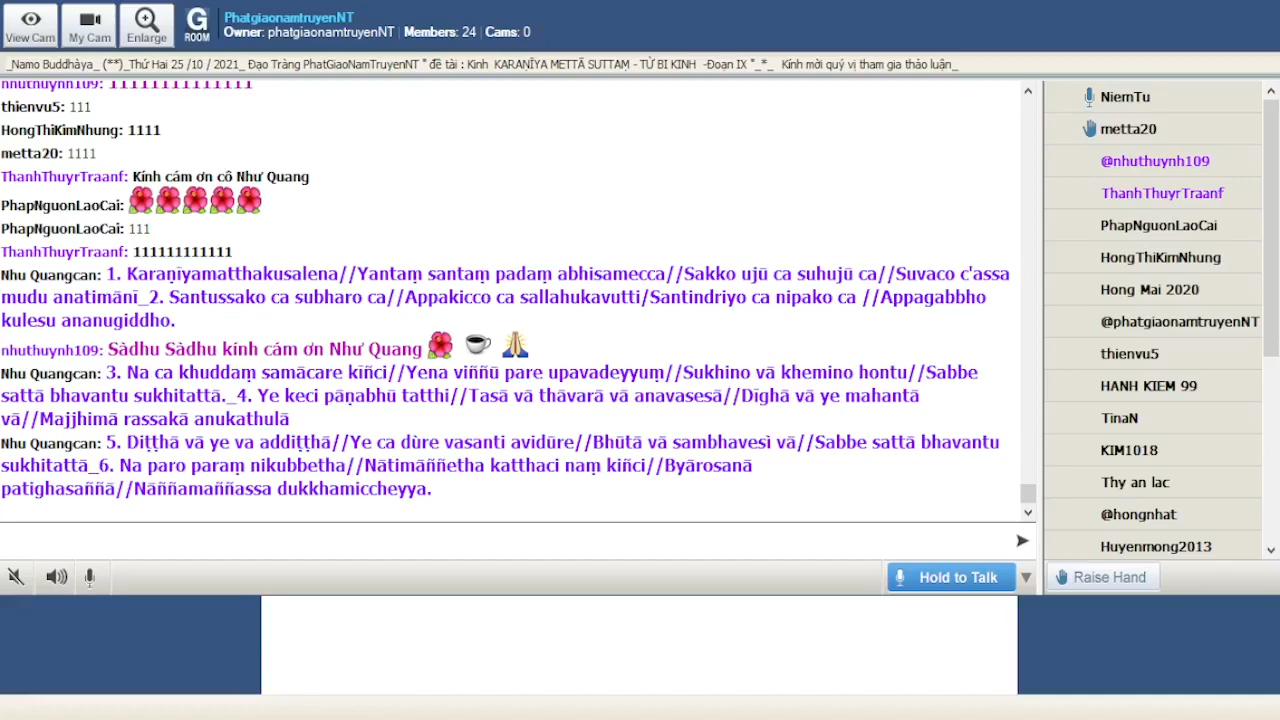 View Cam
My Cam
Enlarge
G
ROOM
PhatgiaonamtruyenNT
Owner: phatgiaonamtruyenNT | Members: 24 | Cams: 0
_Namo Buddhàya_ (**)_Thứ Hai 25 /10 / 2021_ Đạo Tràng PhatGiaoNamTruyenNT " đề tài : Kinh KARAṆĪYA METTĀ SUTTAṂ - TỪ BI KINH -Đoạn IX "_*_ Kính mời quý vị tham gia thảo luận_
nhuthuynh109: 11111111111111
thienvu5: 111
HongThiKimNhung: 1111
metta20: 1111
ThanhThuyrTraanf: Kính cám ơn cô Như Quang
PhapNguonLaoCai:
PhapNguonLaoCai: 111
ThanhThuyrTraanf: 111111111111
Nhu Quangcan: 1. Karaṇīyamatthakusalena//Yantaṃ santaṃ padaṃ abhisamecca//Sakko ujū ca suhujū ca//Suvaco c'assa
mudu anatimānī_2. Santussako ca subharo ca//Appakicco ca sallahukavutti/Santindriyo ca nipako ca //Appagabbho
kulesu ananugiddho.
nhuthuynh109: Sàdhu Sàdhu kính cám ơn Như Quang
Nhu Quangcan: 3. Na ca khuddaṃ samācare kiñci//Yena viññū pare upavadeyyuṃ//Sukhino vā khemino hontu//Sabbe
sattā bhavantu sukhitattā._4. Ye keci pāṇabhū tatthi//Tasā vā thāvarā vā anavasesā//Dīghā vā ye mahantā
vā//Majjhimā rassakā anukathulā
Nhu Quangcan: 5. Diṭṭhā vā ye va addiṭṭhā//Ye ca dùre vasanti avidūre//Bhūtā vā sambhavesì vā//Sabbe sattā bhavantu
sukhitattā_6. Na paro paraṃ nikubbetha//Nātimāññetha katthaci naṃ kiñci//Byārosanā
patighasaññā//Nāññamaññassa dukkhamiccheyya.
NiemTu
metta20
@nhuthuynh109
ThanhThuyrTraanf
PhapNguonLaoCai
HongThiKimNhung
Hong Mai 2020
@phatgiaonamtruyenNT
thienvu5
HANH KIEM 99
TinaN
KIM1018
Thy an lac
@hongnhat
Huyenmong2013
Hold to Talk
Raise Hand